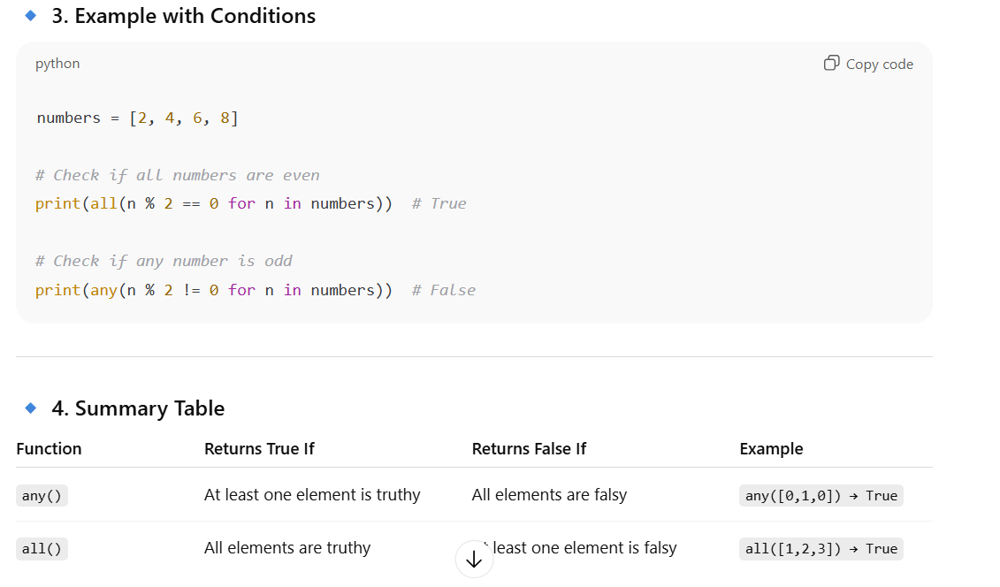 3. Example with Conditions
python
Copy code
numbers = [2, 4, 6, 8]
# Check if all numbers are even
print(all(n % 2 == 0 for n in numbers))  # True
# Check if any number is odd
print(any(n % 2 != 0 for n in numbers))  # False
4. Summary Table
Function Returns True If Returns False If Example
any() At least one element is truthy All elements are falsy any([0,1,0]) → True
all() All elements are truthy least one element is falsy all([1,2,3]) → True